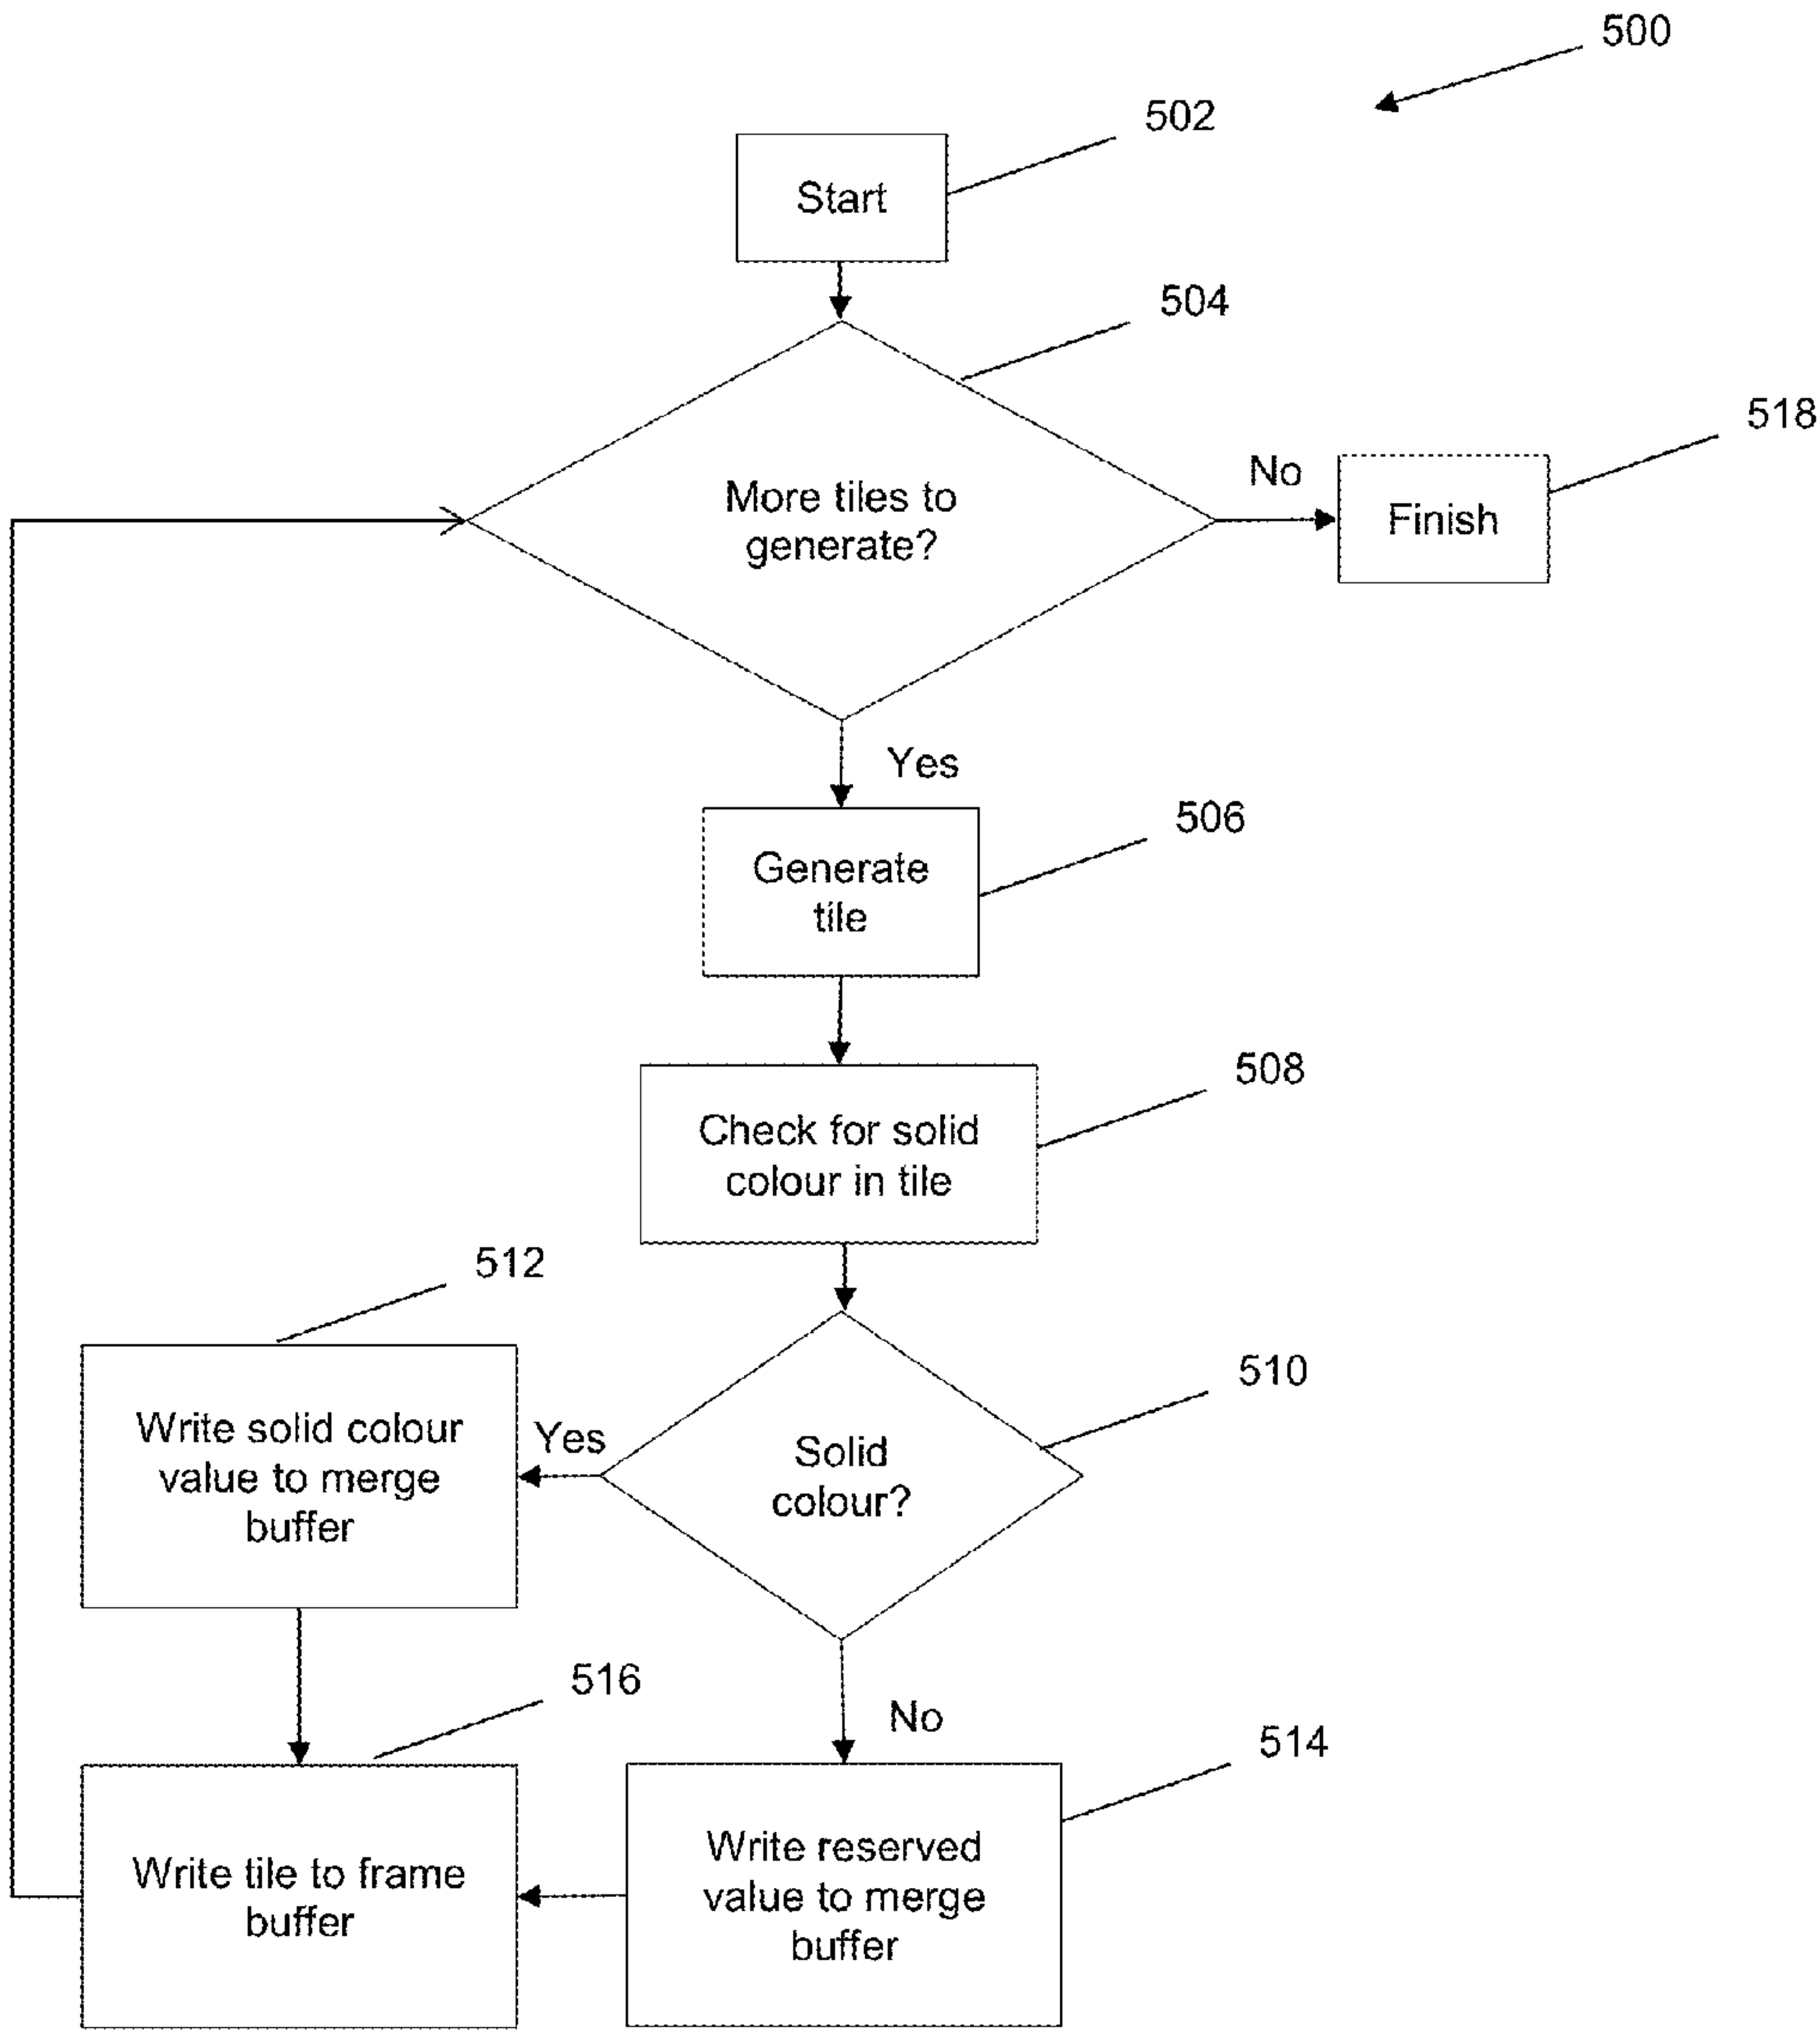 500
502
Start
504
518
No
More tiles to
generate?
Finish
Yes
506
Generate
tile
508
Check for solid
colour in tile
512
510
Write solid colour
value to merge
buffer
Yes
Solid
colour?
516
No
514
Write tile to frame
buffer
Write reserved
value to merge
buffer